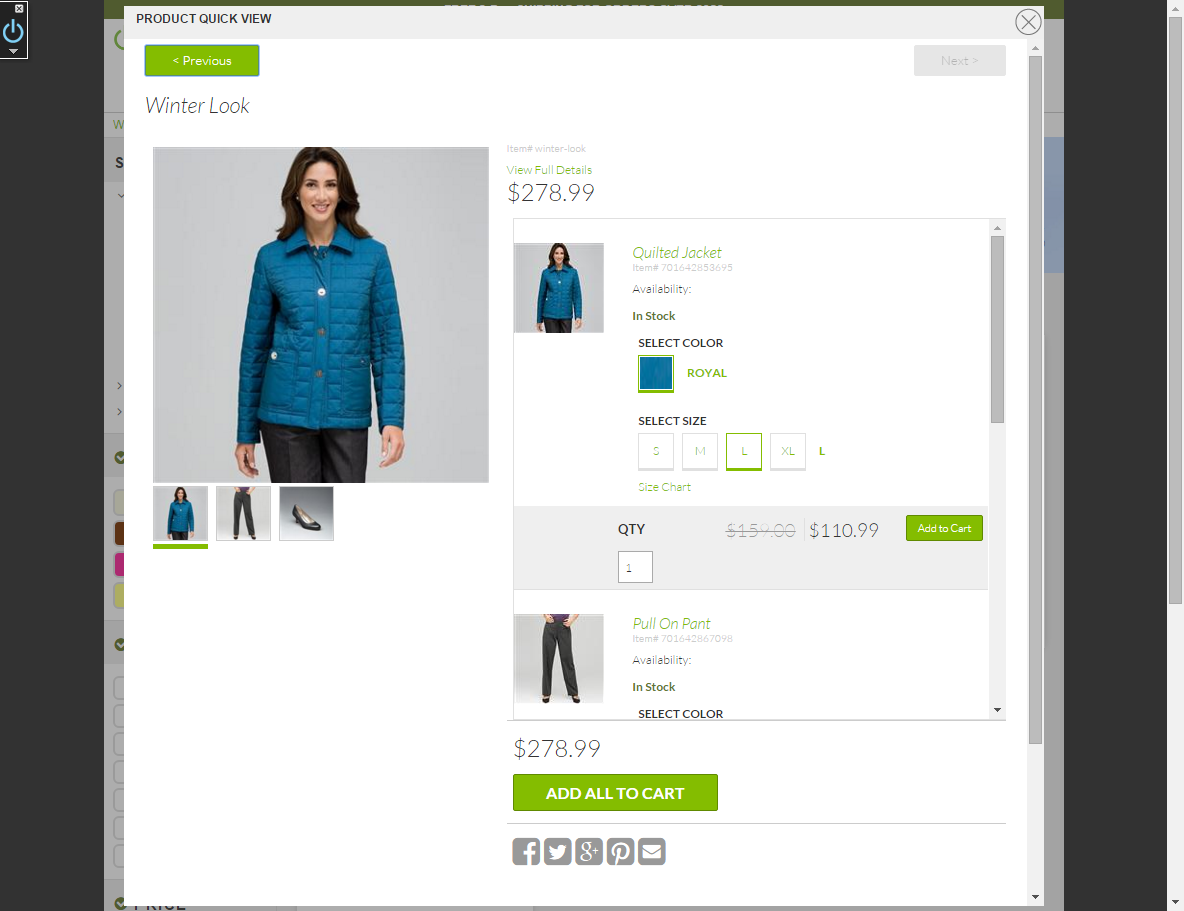 PRODUCT QUICK VIEW
< Previous
Next >
Winter Look
Item# winter-look
View Full Details
$278.99
Quilted Jacket
Item# 701642853695
Availability:
In Stock
SELECT COLOR
ROYAL
SELECT SIZE
S M L XL L
Size Chart
QTY
$159.00 $110.99
Add to Cart
1
Pull On Pant
Item# 701642867098
Availability:
In Stock
SELECT COLOR
$278.99
ADD ALL TO CART